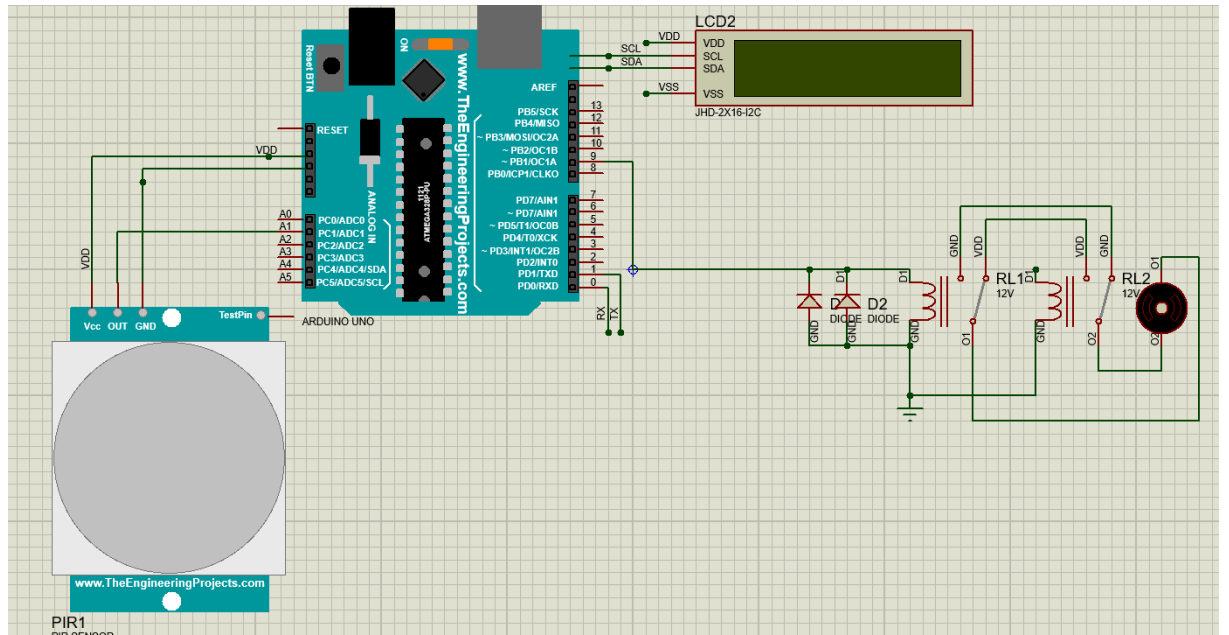 LCD2
VDD
SCL
SDA
VSS
VDD
SCL
SDA
VSS
JHD-2X16-I2C
Reset BTN
ON
www.TheEngineeringProjects.com
AREF
PB5/SCK
13
PB4/MISO
12
~ PB3/MOSI/OC2A
11
~ PB2/OC1B
10
~ PB1/OC1A
9
PB0/ICP1/CLKO
8
PD7/AIN1
7
~ PD7/AIN1
6
~ PD5/T1/OC0B
5
PD4/T0/XCK
4
~ PD3/INT1/OC2B
3
PD2/INT0
2
PD1/TXD
1
PD0/RXD
0
RX
TX
RESET
VDD
VDD
ANALOG IN
1121
ATMEGA328P-PU
A0
PC0/ADC0
A1
PC1/ADC1
A2
PC2/ADC2
A3
PC3/ADC3
A4
PC4/ADC4/SDA
A5
PC5/ADC5/SCL
ARDUINO UNO
Vcc
OUT
GND
TestPin
www.TheEngineeringProjects.com
PIR1
PIR SENSOR
D1
D2
DIODE
DIODE
GND
GND
D1
GND
GND
VDD
RL1
12V
O1
D1
GND
VDD
GND
RL2
12V
O2
O1
O2